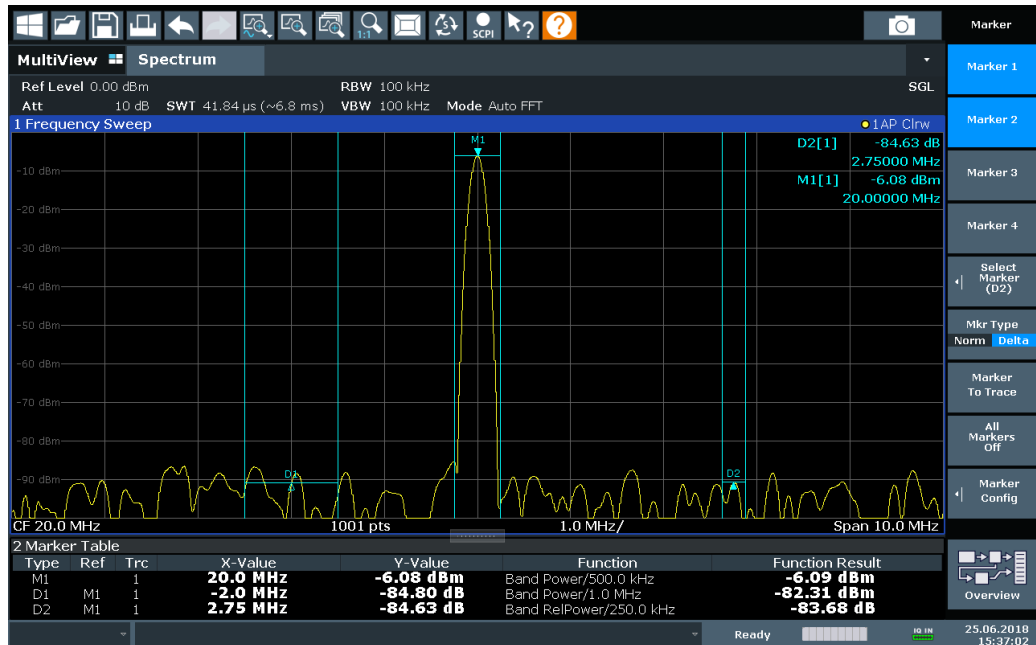 1:1
SCPI
?
?
Marker
MultiView Spectrum
Ref Level 0.00 dBm RBW 100 kHz SGL
Att 10 dB SWT 41.84 µs (~6.8 ms) VBW 100 kHz Mode Auto FFT
1 Frequency Sweep 1AP Clrw
M1
D2[1] -84.63 dB
2.75000 MHz
M1[1] -6.08 dBm
20.00000 MHz
-10 dBm
-20 dBm
-30 dBm
-40 dBm
-50 dBm
-60 dBm
-70 dBm
-80 dBm
-90 dBm
D1
D2
CF 20.0 MHz 1001 pts 1.0 MHz/ Span 10.0 MHz
2 Marker Table
Type Ref Trc X-Value Y-Value Function Function Result
M1 1 20.0 MHz -6.08 dBm Band Power/500.0 kHz -6.09 dBm
D1 M1 1 -2.0 MHz -84.80 dB Band Power/1.0 MHz -82.31 dBm
D2 M1 1 2.75 MHz -84.63 dB Band RelPower/250.0 kHz -83.68 dB
Marker 1
Marker 2
Marker 3
Marker 4
Select
Marker
(D2)
Mkr Type
Norm Delta
Marker
To Trace
All
Markers
Off
Marker
Config
Overview
Ready IQ IN 25.06.2018
15:37:02